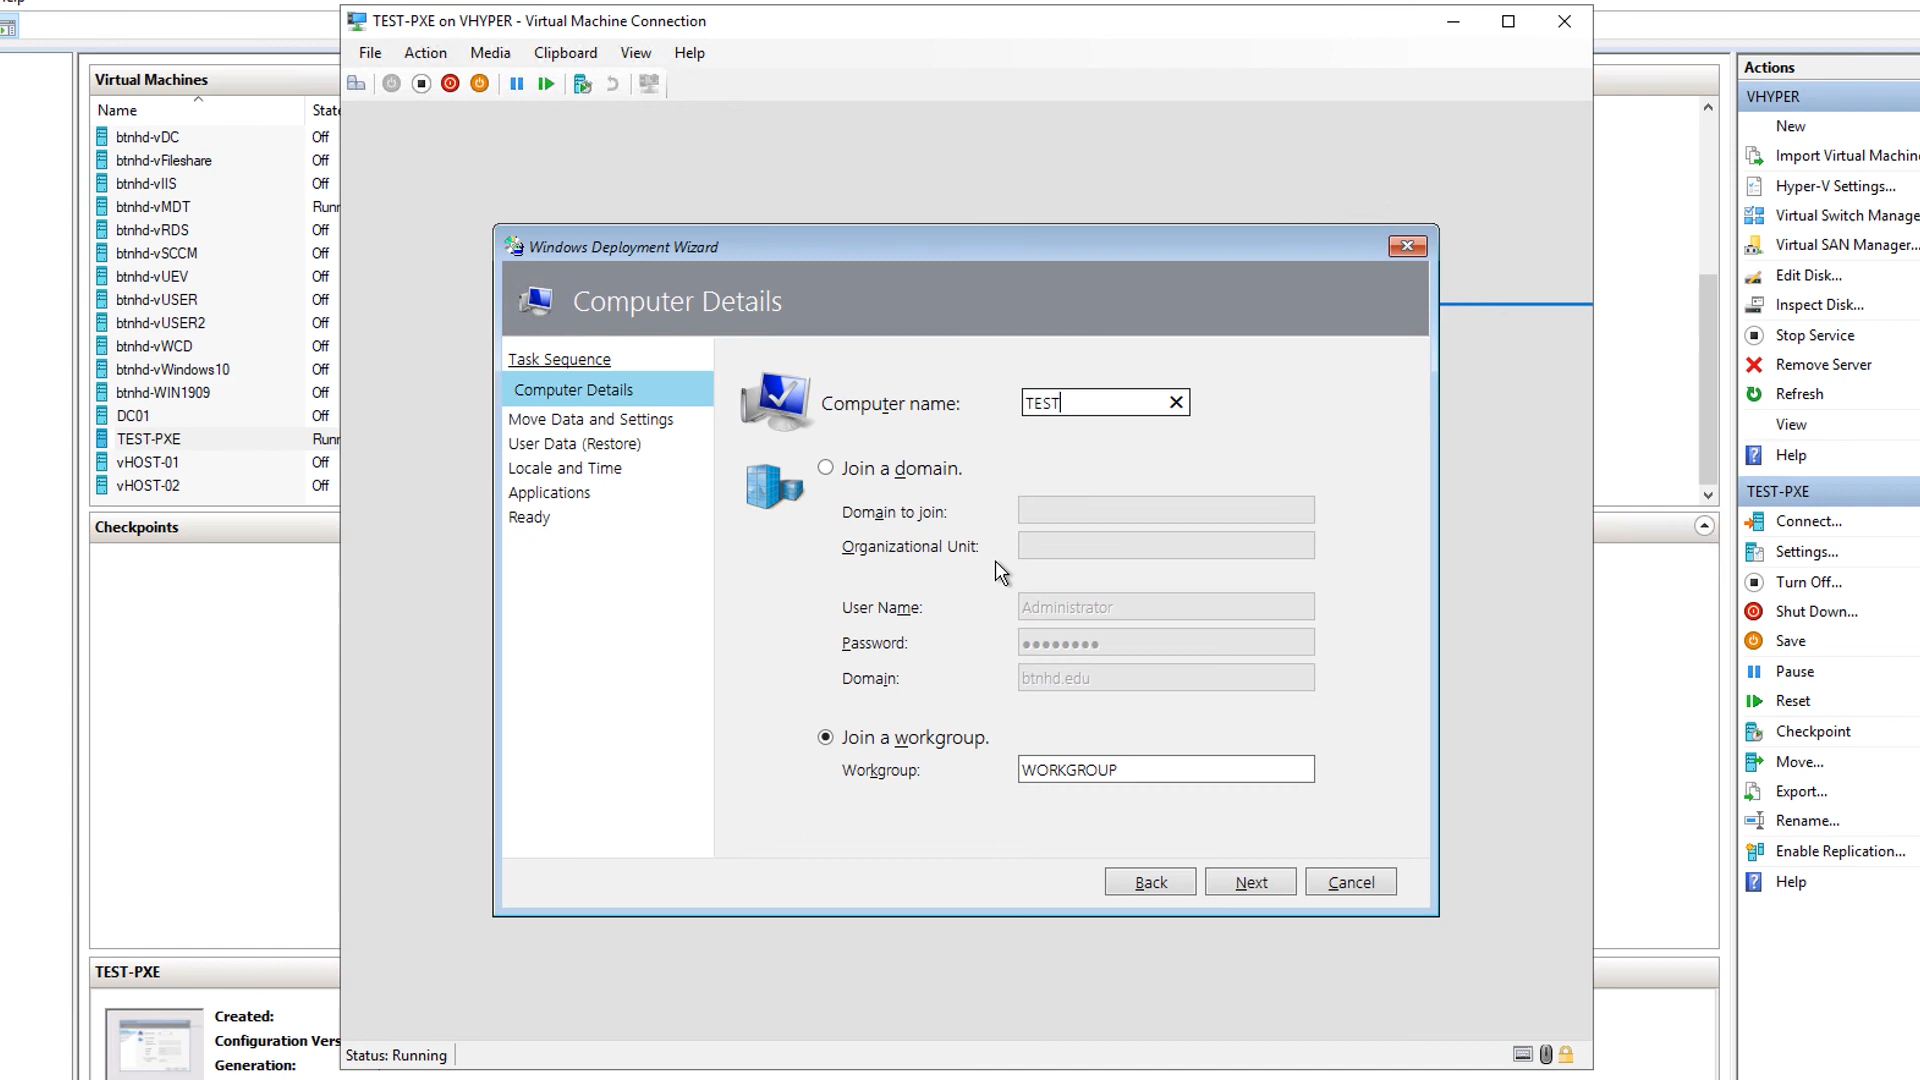 Help
TEST-PXE on VHYPER - Virtual Machine Connection
File Action Media Clipboard View Help
Virtual Machines
Name State
btnhd-vDC Off
btnhd-vFileshare Off
btnhd-vIIS Off
btnhd-vMDT Runn
btnhd-vRDS Off
btnhd-vSCCM Off
btnhd-vUEV Off
btnhd-vUSER Off
btnhd-vUSER2 Off
btnhd-vWCD Off
btnhd-vWindows10 Off
btnhd-WIN1909 Off
DC01 Off
TEST-PXE Runn
vHOST-01 Off
vHOST-02 Off
Checkpoints
TEST-PXE
Created:
Configuration Vers
Generation:
Windows Deployment Wizard
Computer Details
Task Sequence
Computer Details
Move Data and Settings
User Data (Restore)
Locale and Time
Applications
Ready
Computer name: TEST
Join a domain.
Domain to join:
Organizational Unit:
User Name: Administrator
Password: ●●●●●●●●
Domain: btnhd.edu
Join a workgroup.
Workgroup: WORKGROUP
Back Next Cancel
Status: Running
Actions
VHYPER
New
Import Virtual Machine
Hyper-V Settings...
Virtual Switch Manage
Virtual SAN Manager...
Edit Disk...
Inspect Disk...
Stop Service
Remove Server
Refresh
View
Help
TEST-PXE
Connect...
Settings...
Turn Off...
Shut Down...
Save
Pause
Reset
Checkpoint
Move...
Export...
Rename...
Enable Replication...
Help